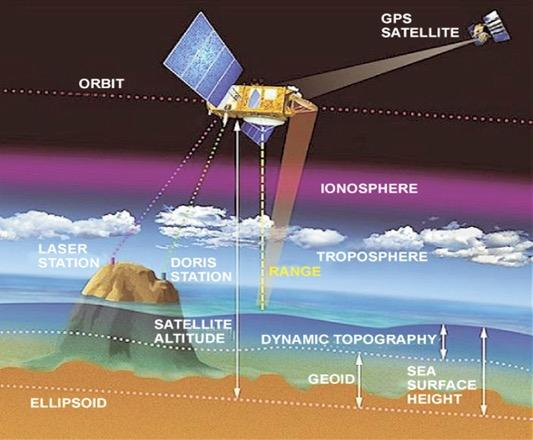 GPS
SATELLITE
ORBIT
IONOSPHERE
LASER
STATION
DORIS
STATION
TROPOSPHERE
RANGE
SATELLITE
ALTITUDE
DYNAMIC TOPOGRAPHY
GEOID
SEA
SURFACE
HEIGHT
ELLIPSOID